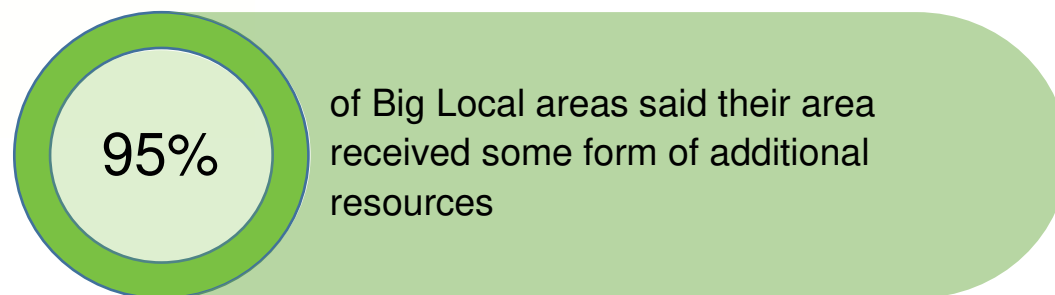 95%
of Big Local areas said their area
received some form of additional
resources